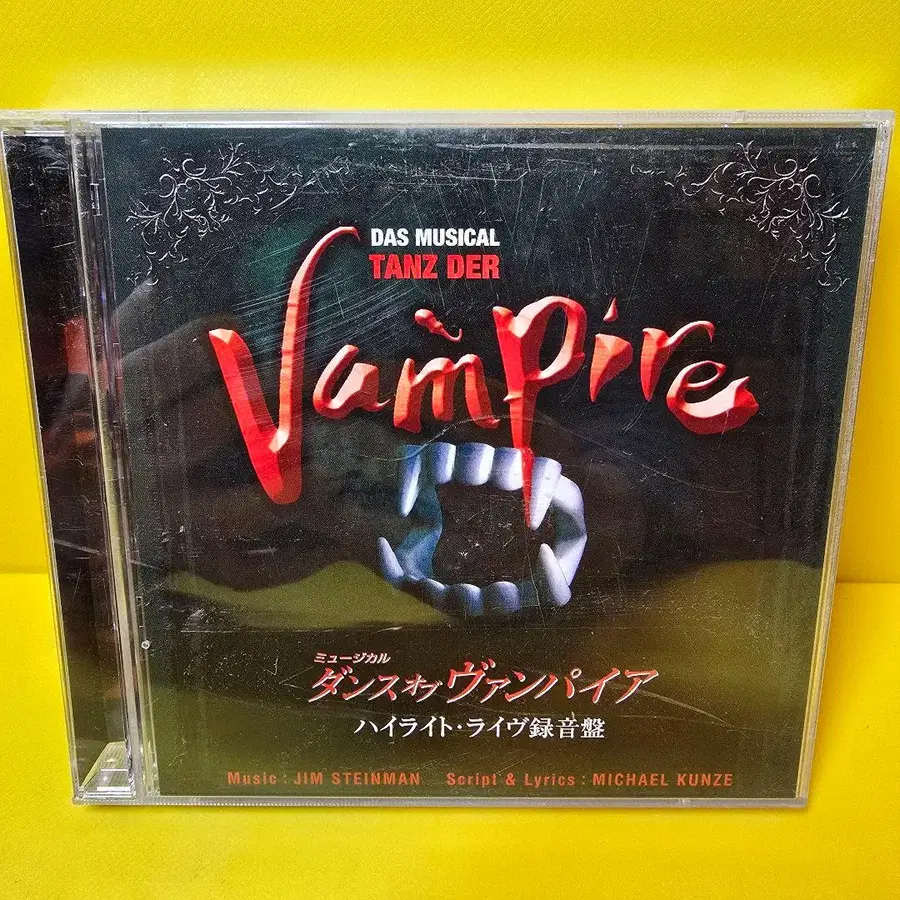 DAS MUSICAL
TANZ DER
Vampire
ミュージカル
ダンスオブヴァンパイア
ハイライト・ライヴ録音盤
Music : JIM STEINMAN Script & Lyrics : MICHAEL KUNZE